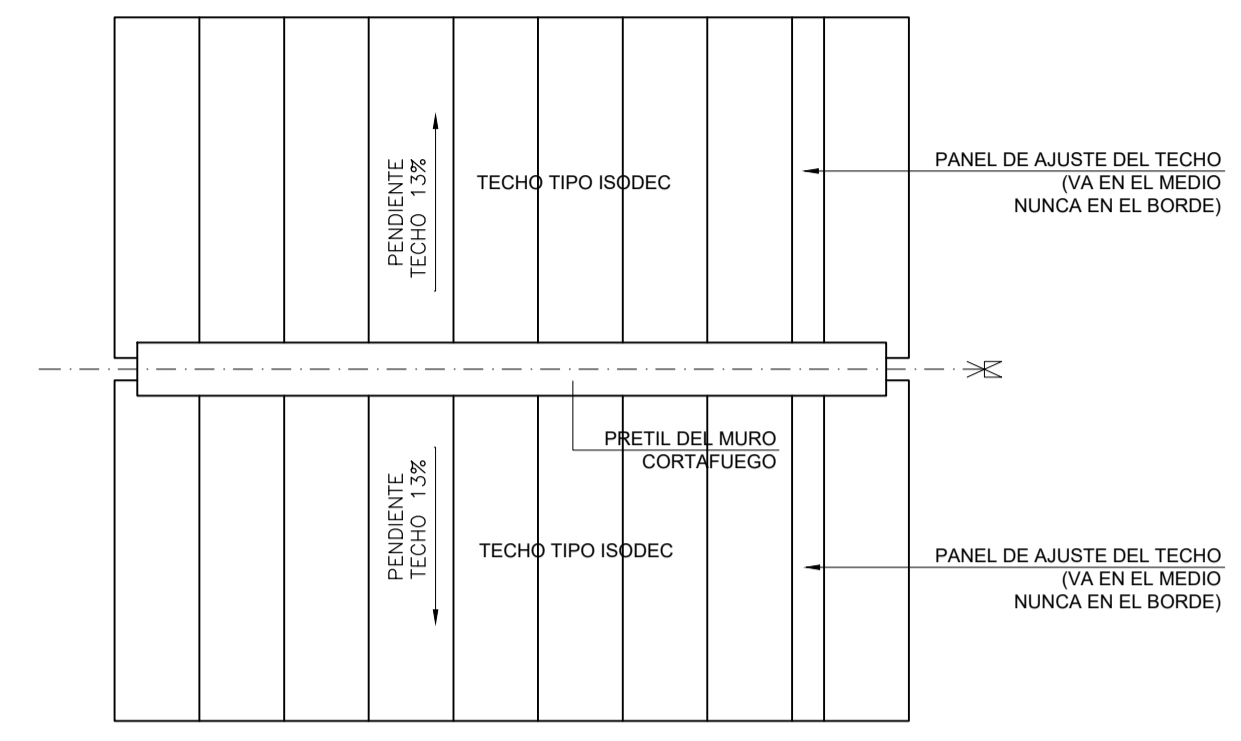 PENDIENTE
TECHO 13%
TECHO TIPO ISODEC
PANEL DE AJUSTE DEL TECHO
(VA EN EL MEDIO
NUNCA EN EL BORDE)
PRETIL DEL MURO
CORTAFUEGO
PENDIENTE
TECHO 13%
TECHO TIPO ISODEC
PANEL DE AJUSTE DEL TECHO
(VA EN EL MEDIO
NUNCA EN EL BORDE)